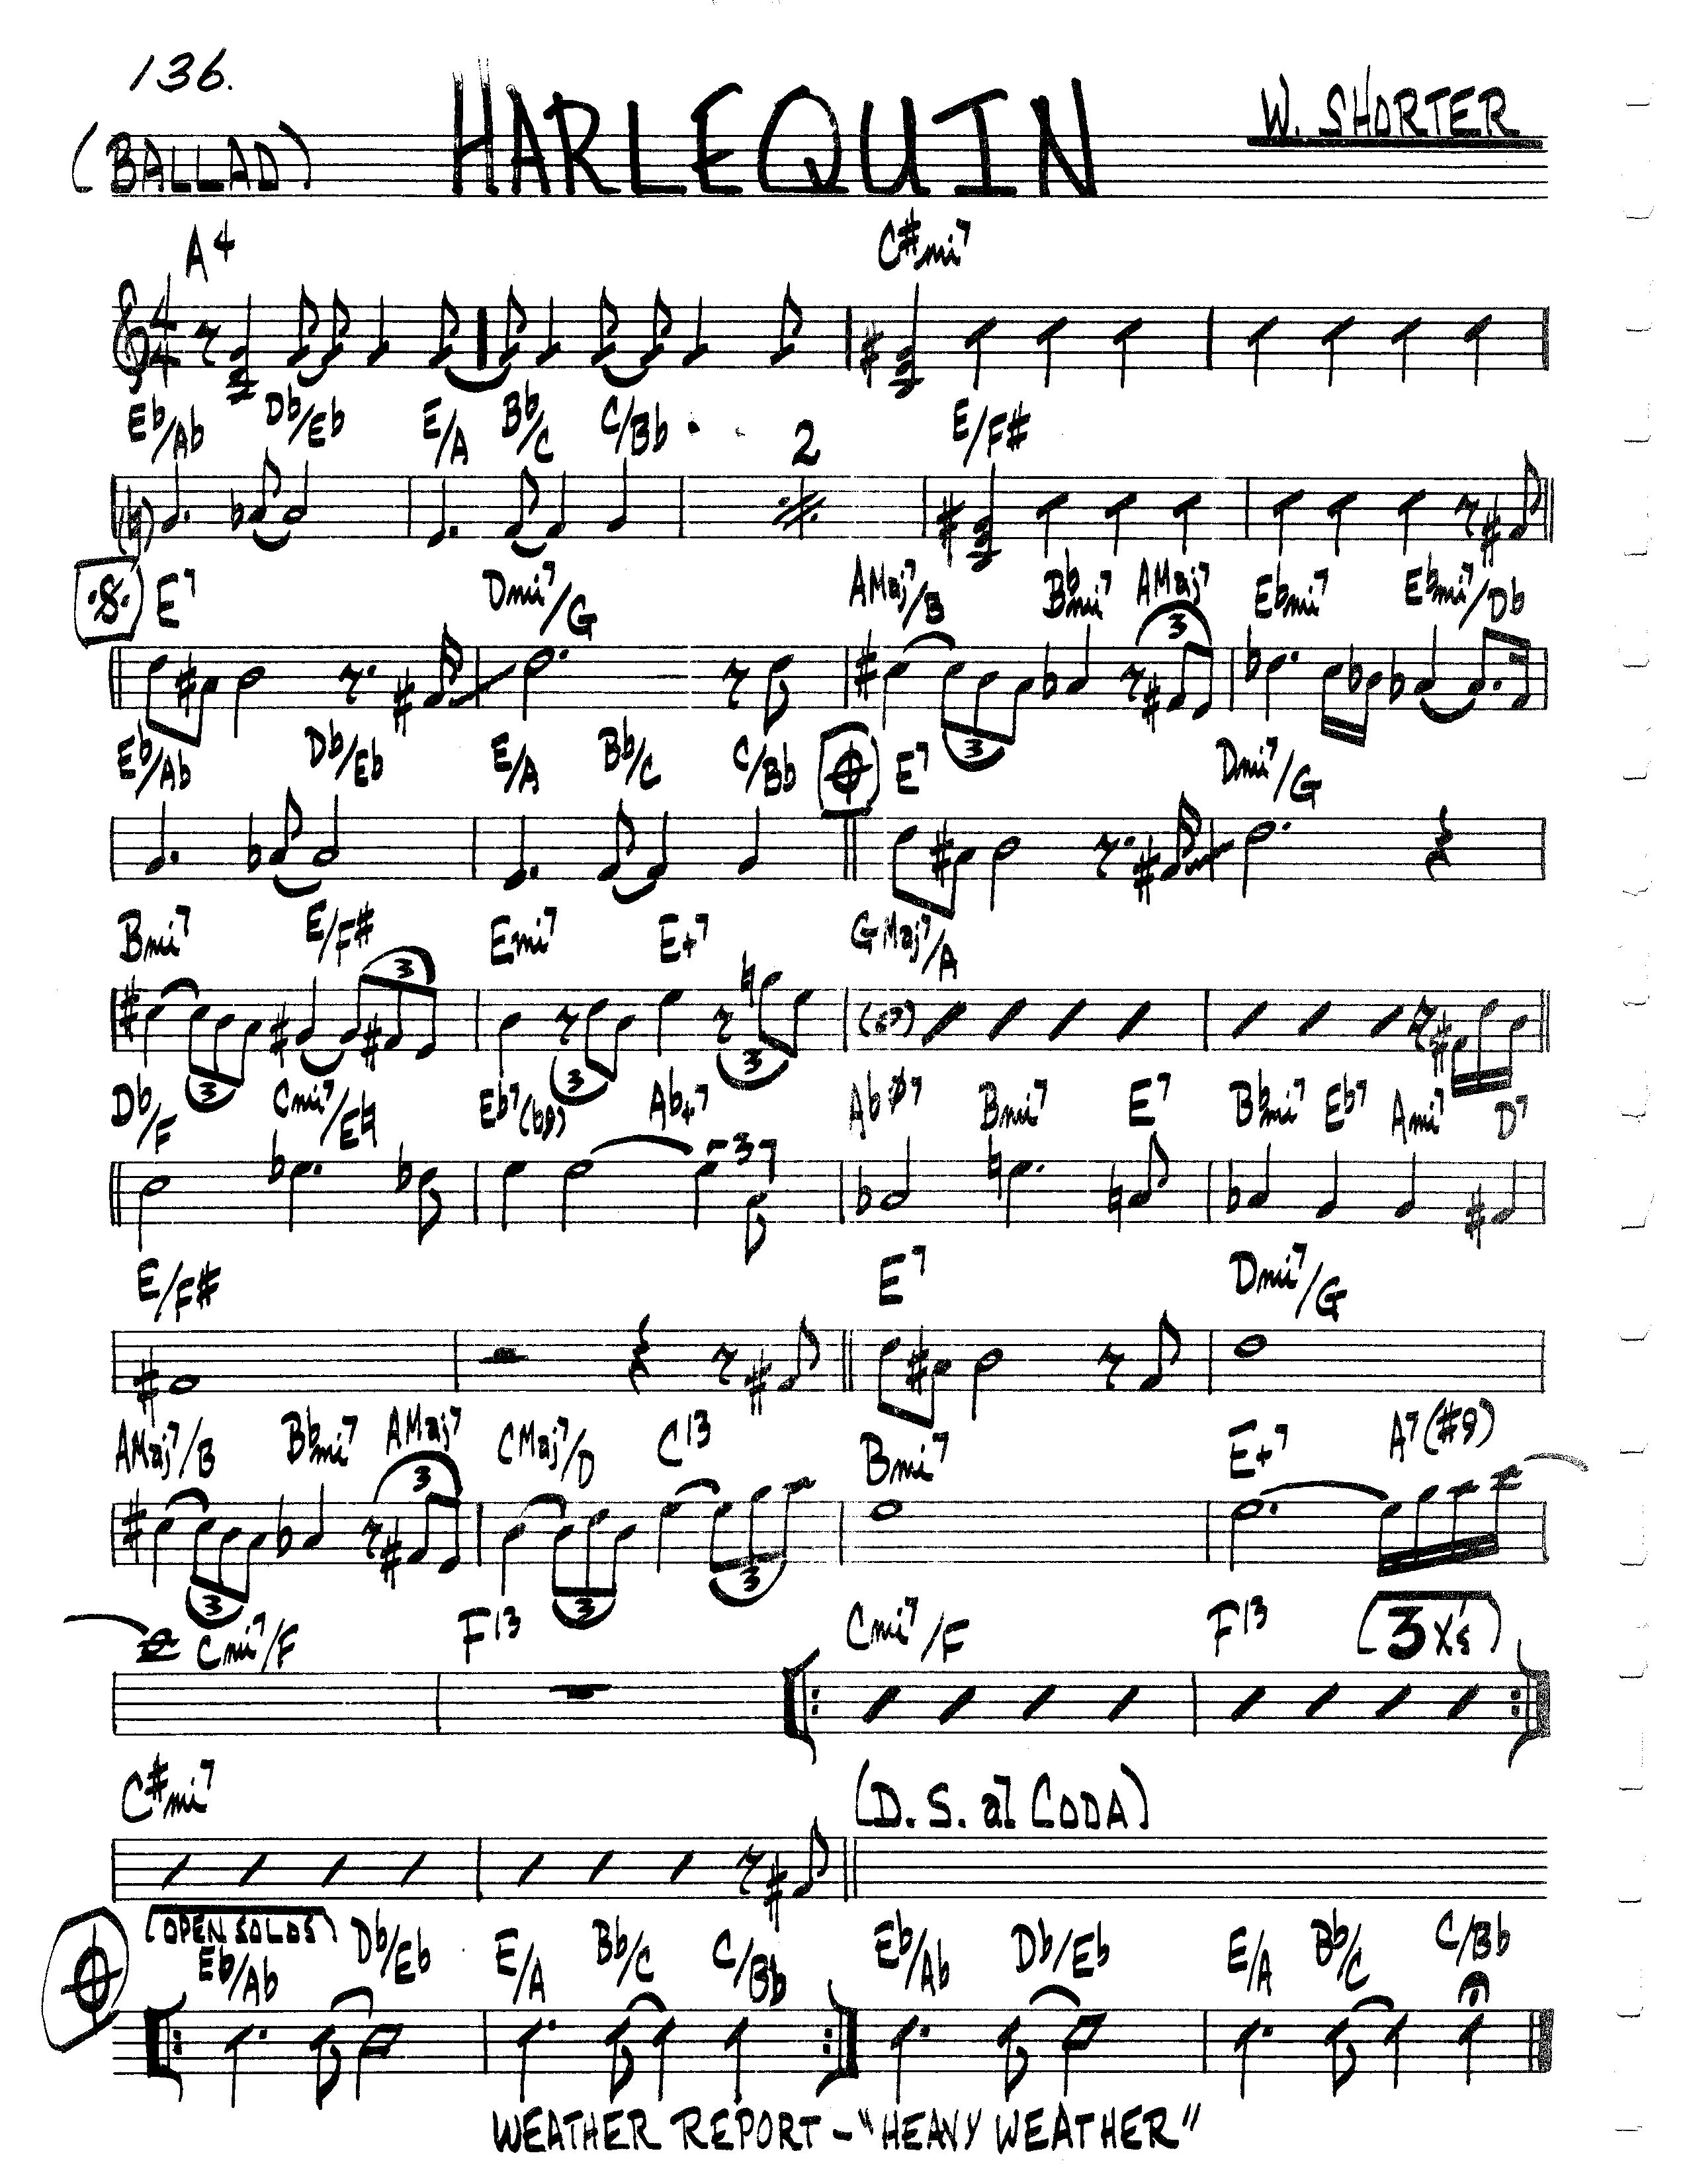 136.
HARLEQUIN
W. SHORTER
(BALLAD)
A4 C#mi7
4/4
Eb/Ab Db/Eb E/A Bb/C C/Bb 2 E/F#
E7 Dmi7/G AMaj7/B Bbmi7 AMaj7 Ebmi7 Ebmi7/Db
3 3
Eb/Ab Db/Eb E/A Bb/C C/Bb E7 Dmi7/G
Bmi7 E/F# Emi7 E+7 GMaj7/A
3 3 3 3
Db/F Cmi7/E♮ Eb7(b9) Ab+7 Abø7 Bmi7 E7 Bbmi7 Eb7 Ami7 D7
3
E/F# E7 Dmi7/G
AMaj7/B Bbmi7 AMaj7 CMaj7/D C13 Bmi7 E+7 A7(#9)
3 3 3 3
Cmi7/F F13 Cmi7/F F13 (3x's)
C#mi7 (D.S. al CODA)
(OPEN SOLOS)
Eb/Ab Db/Eb E/A Bb/C C/Bb Eb/Ab Db/Eb E/A Bb/C C/Bb
WEATHER REPORT - "HEAVY WEATHER"